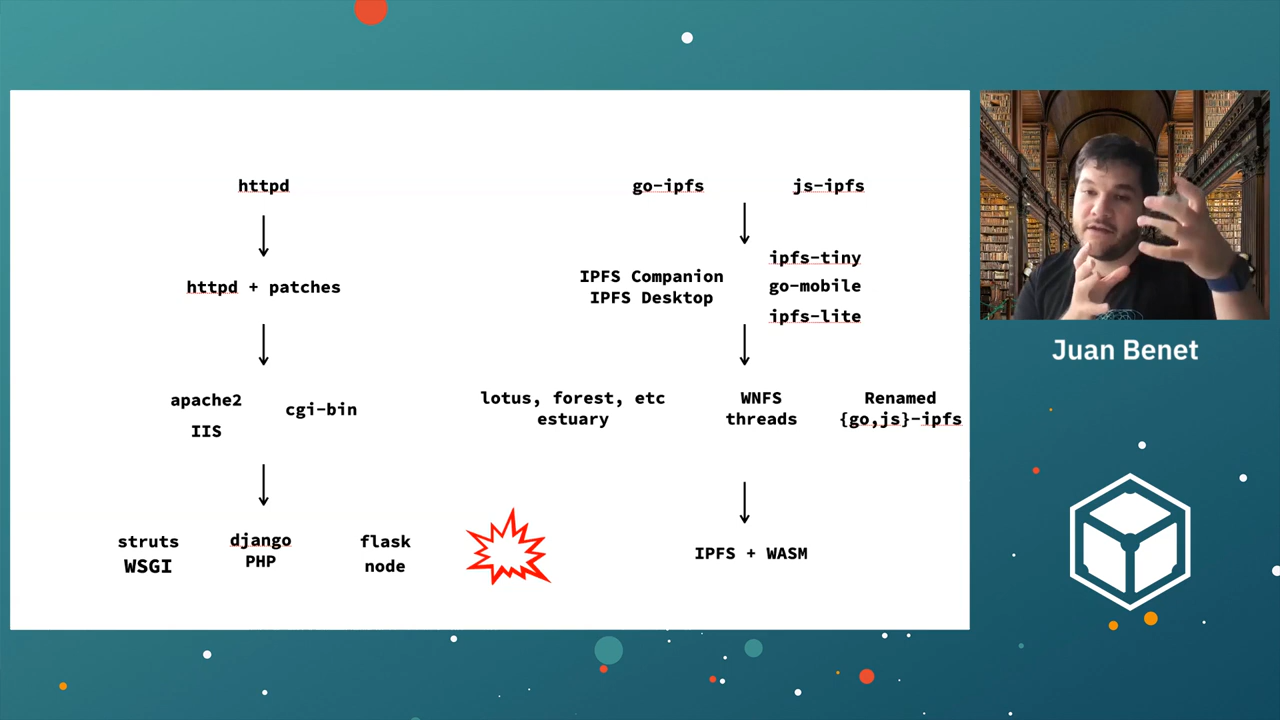 httpd
httpd + patches
apache2
IIS
cgi-bin
struts
WSGI
django
PHP
flask
node
go-ipfs
js-ipfs
IPFS Companion
IPFS Desktop
ipfs-tiny
go-mobile
ipfs-lite
lotus, forest, etc
estuary
WNFS
threads
Renamed
{go,js}-ipfs
IPFS + WASM
Juan Benet